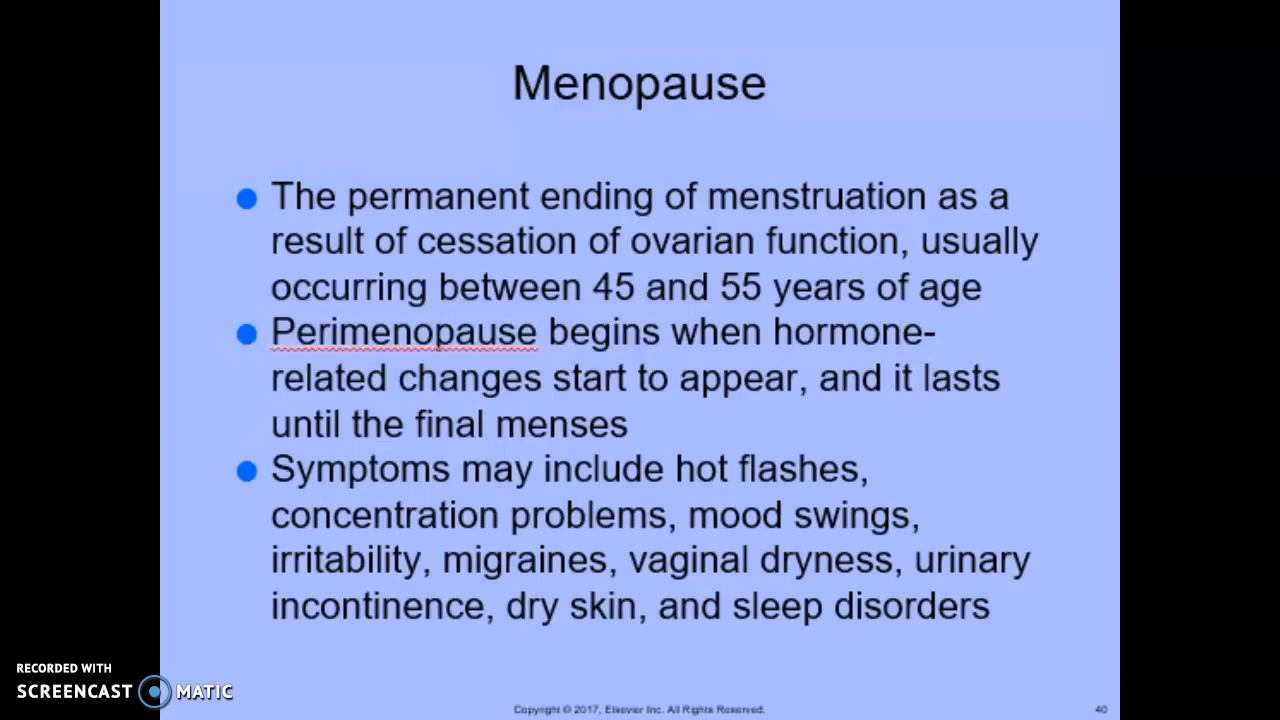 Menopause
The permanent ending of menstruation as a
result of cessation of ovarian function, usually
occurring between 45 and 55 years of age
Perimenopause begins when hormone-
related changes start to appear, and it lasts
until the final menses
Symptoms may include hot flashes,
concentration problems, mood swings,
irritability, migraines, vaginal dryness, urinary
incontinence, dry skin, and sleep disorders
RECORDED WITH
SCREENCAST MATIC
Copyright © 2017, Elsevier Inc. All Rights Reserved.
40